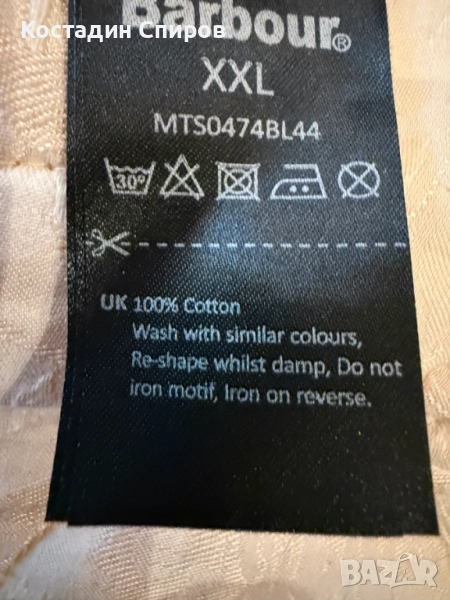 Костадин Спиров
Barbour®
XXL
MTS0474BL44
30°
UK 100% Cotton
Wash with similar colours,
Re-shape whilst damp, Do not
iron motif, Iron on reverse.
BAZAR